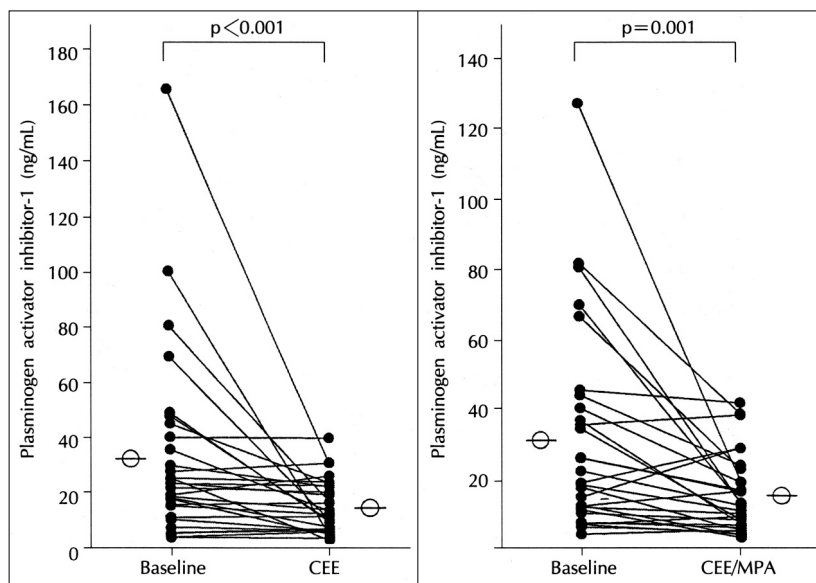 p<0.001
Plasminogen activator inhibitor-1 (ng/mL)
180
160
140
120
100
80
60
40
20
0
Baseline
CEE
p=0.001
Plasminogen activator inhibitor-1 (ng/mL)
140
120
100
80
60
40
20
Baseline
CEE/MPA